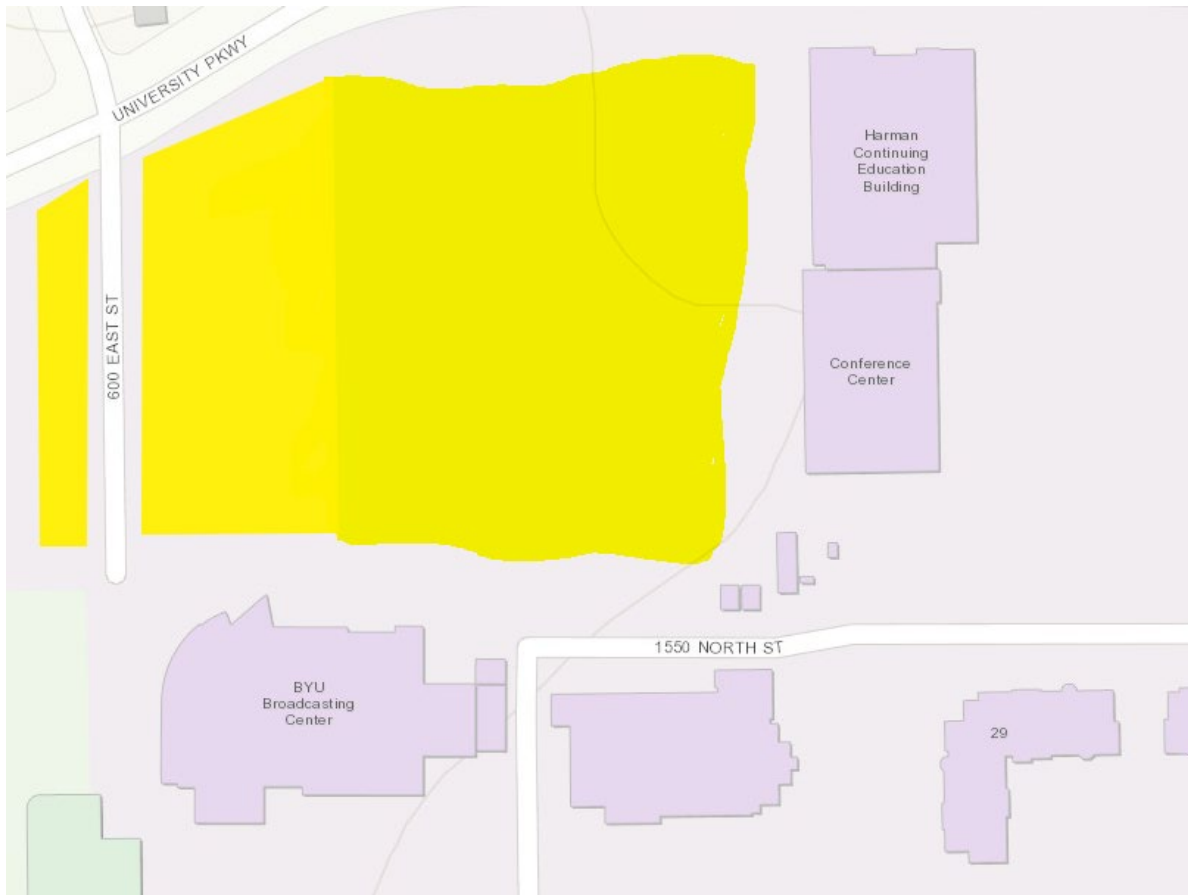 UNIVERSITY PKWY
Harman
Continuing
Education
Building
600 EAST ST
Conference
Center
1550 NORTH ST
BYU
Broadcasting
Center
29